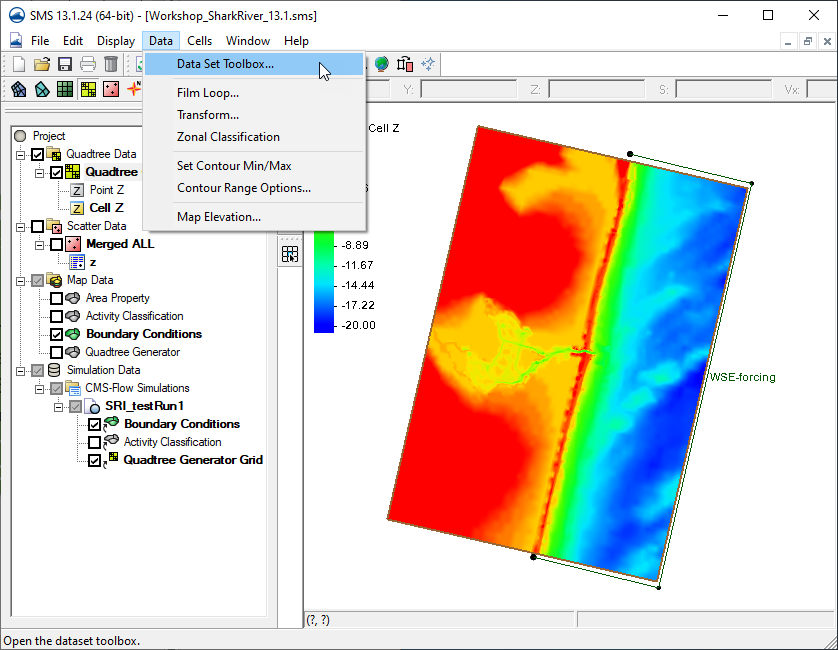 SMS 13.1.24 (64-bit) - [Workshop_SharkRiver_13.1.sms]
File Edit Display Data Cells Window Help
Data Set Toolbox...
Film Loop...
Transform...
Zonal Classification
Set Contour Min/Max
Contour Range Options...
Map Elevation...
Y: Z: S: Vx:
Project
Quadtree Data
Quadtree
Point Z
Cell Z
Scatter Data
Merged ALL
z
Map Data
Area Property
Activity Classification
Boundary Conditions
Quadtree Generator
Simulation Data
CMS-Flow Simulations
SRI_testRun1
Boundary Conditions
Activity Classification
Quadtree Generator Grid
Cell Z
-8.89
-11.67
-14.44
-17.22
-20.00
WSE-forcing
(?, ?)
Open the dataset toolbox.